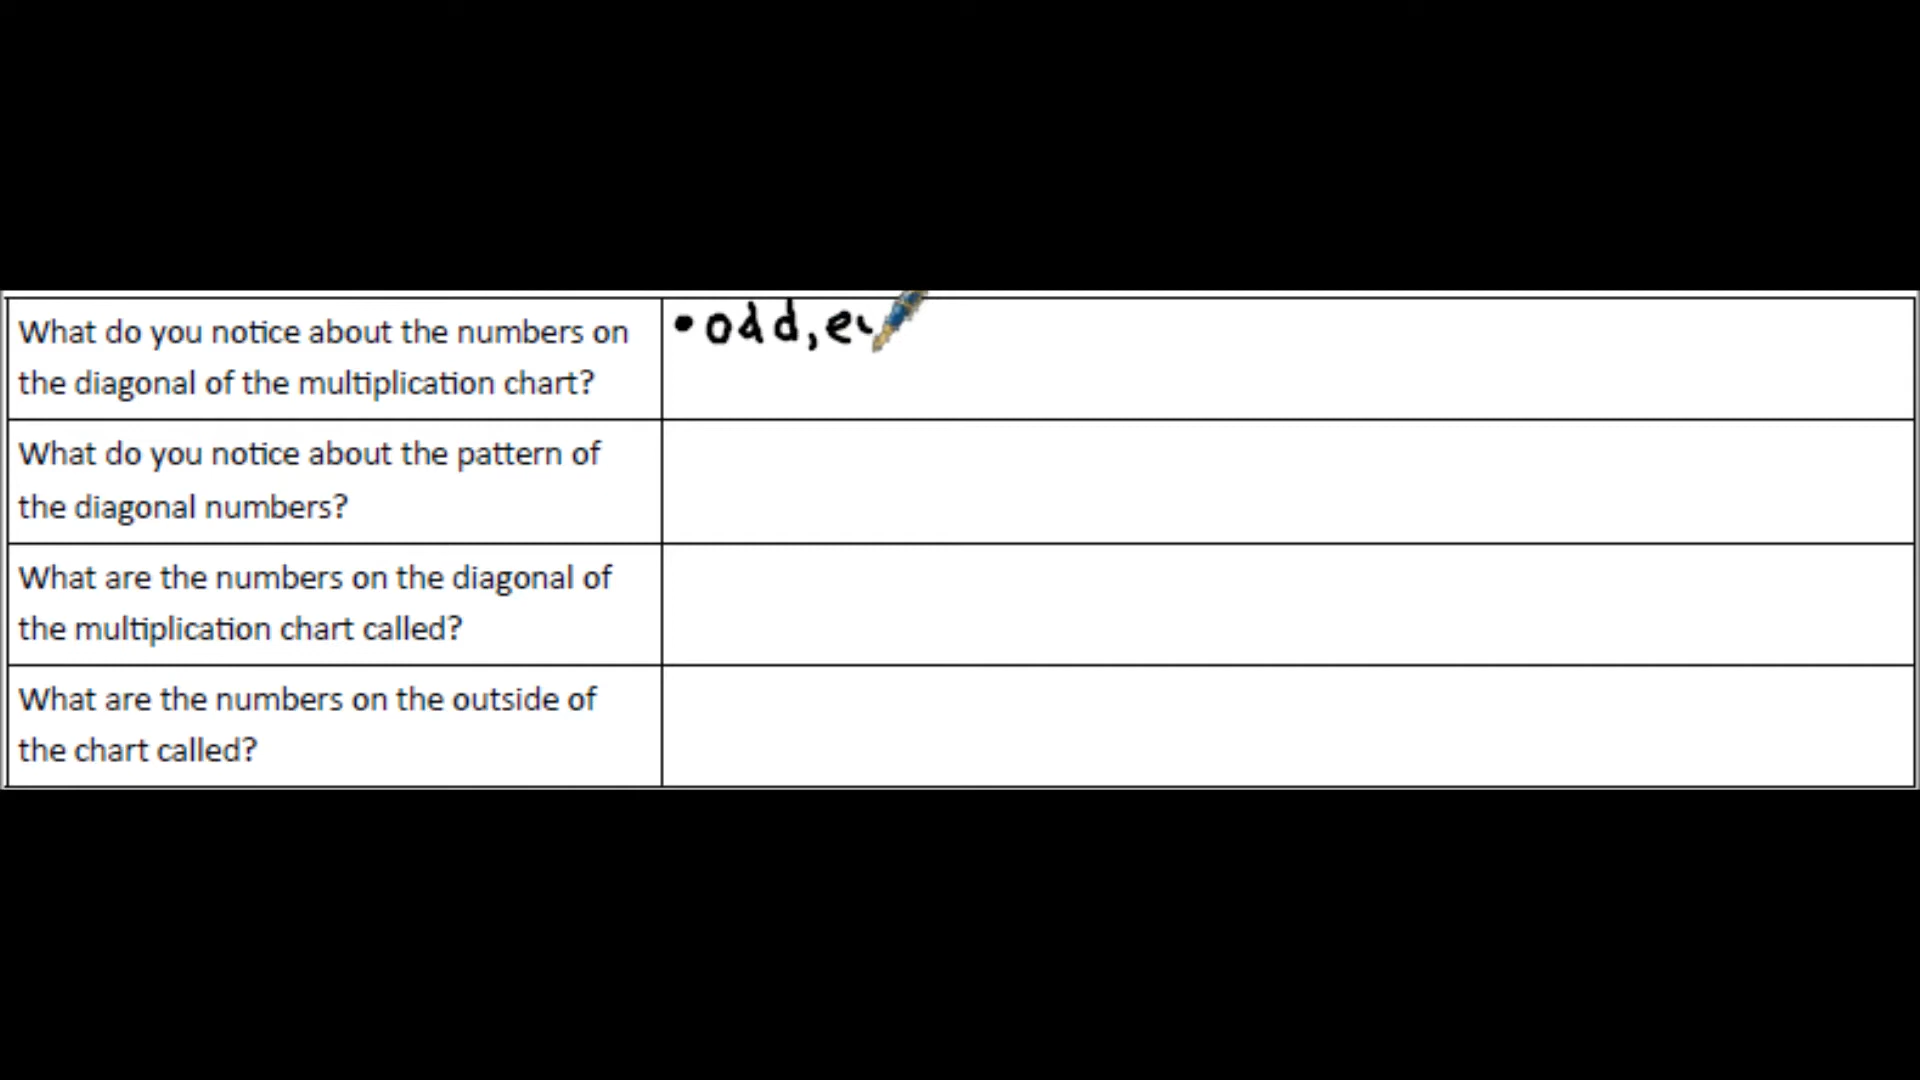 What do you notice about the numbers on
the diagonal of the multiplication chart?
•odd,
What do you notice about the pattern of
the diagonal numbers?
What are the numbers on the diagonal of
the multiplication chart called?
What are the numbers on the outside of
the chart called?